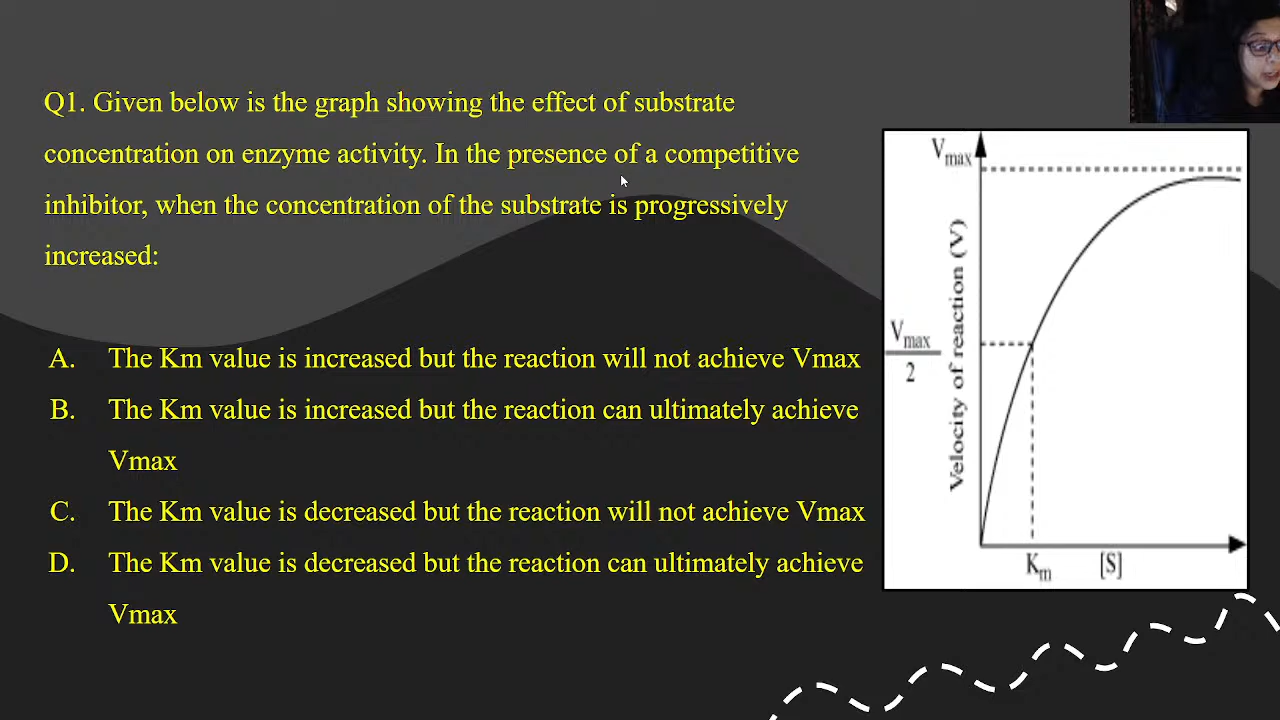 Q1. Given below is the graph showing the effect of substrate
concentration on enzyme activity. In the presence of a competitive
inhibitor, when the concentration of the substrate is progressively
increased:
A. The Km value is increased but the reaction will not achieve Vmax
B. The Km value is increased but the reaction can ultimately achieve
Vmax
C. The Km value is decreased but the reaction will not achieve Vmax
D. The Km value is decreased but the reaction can ultimately achieve
Vmax
Vmax
Velocity of reaction (V)
Vmax
2
Km [S]